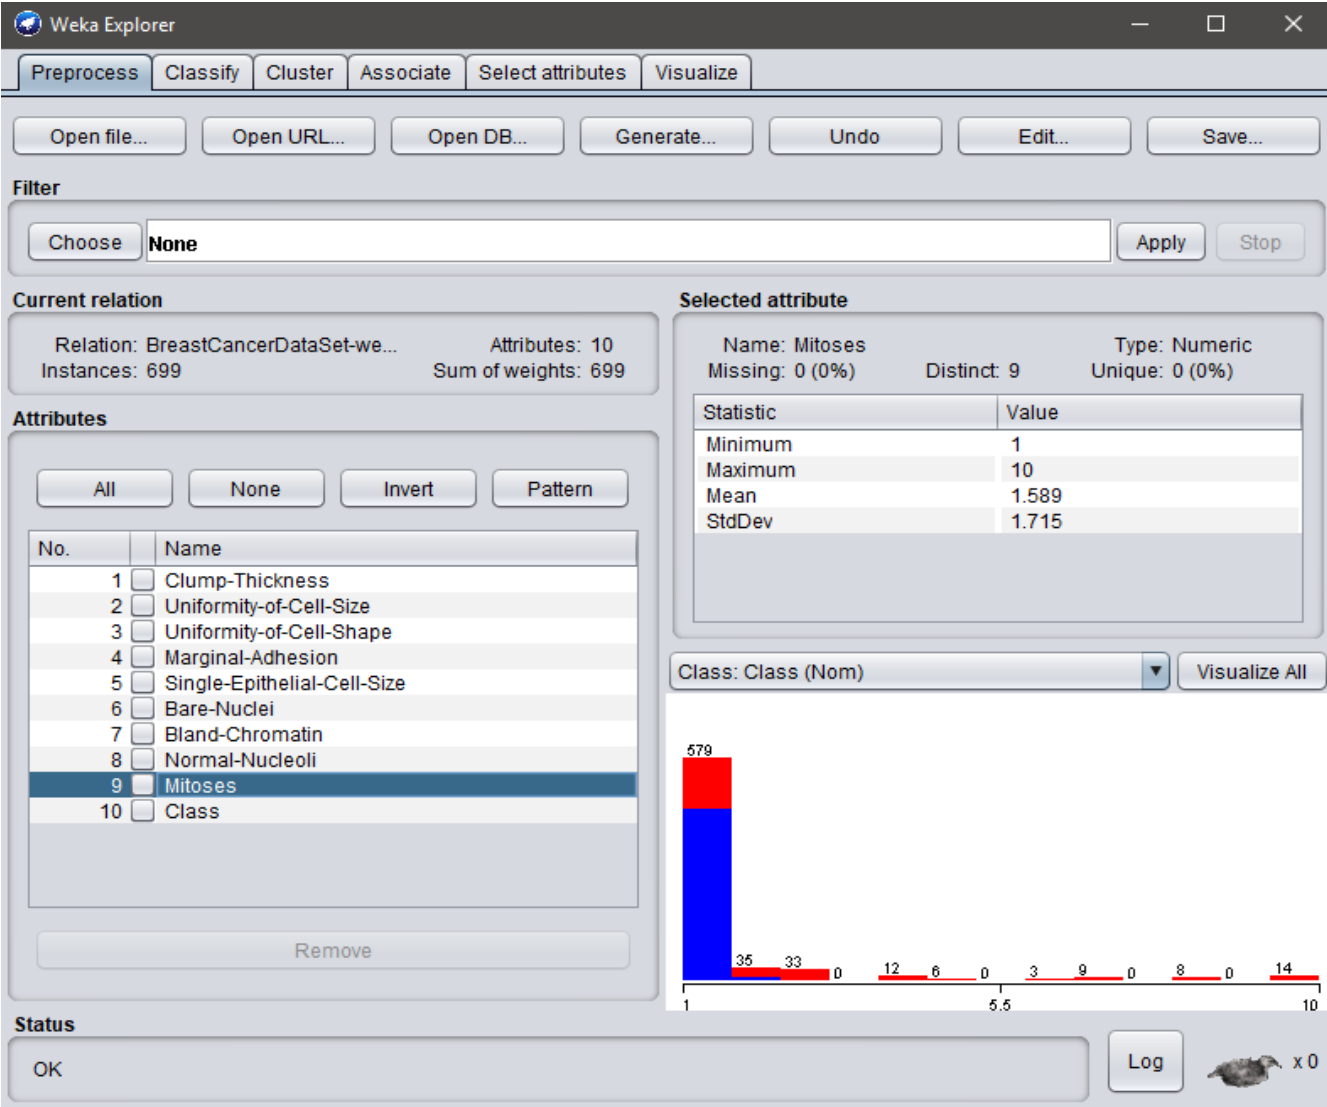 Weka Explorer
Preprocess Classify Cluster Associate Select attributes Visualize
Open file... Open URL... Open DB... Generate... Undo Edit... Save...
Filter
Choose None Apply Stop
Current relation
Relation: BreastCancerDataSet-we... Attributes: 10
Instances: 699 Sum of weights: 699
Attributes
All None Invert Pattern
No. Name
1 Clump-Thickness
2 Uniformity-of-Cell-Size
3 Uniformity-of-Cell-Shape
4 Marginal-Adhesion
5 Single-Epithelial-Cell-Size
6 Bare-Nuclei
7 Bland-Chromatin
8 Normal-Nucleoli
9 Mitoses
10 Class
Remove
Selected attribute
Name: Mitoses Type: Numeric
Missing: 0 (0%) Distinct: 9 Unique: 0 (0%)
Statistic Value
Minimum 1
Maximum 10
Mean 1.589
StdDev 1.715
Class: Class (Nom) Visualize All
579
35 33 0 12 6 0 3 9 0 8 0 14
1 5.5 10
Status
OK Log x 0